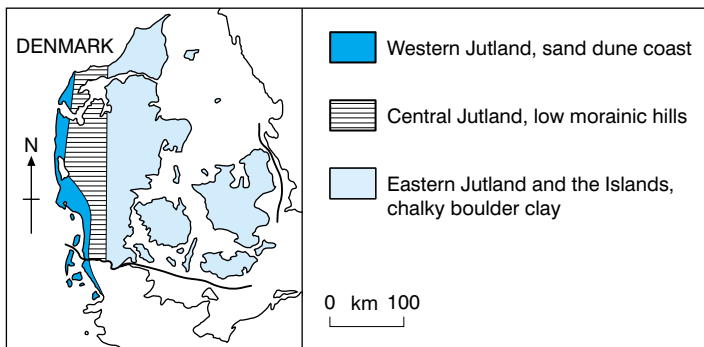 DENMARK
N
Western Jutland, sand dune coast
Central Jutland, low morainic hills
Eastern Jutland and the Islands,
chalky boulder clay
0 km 100